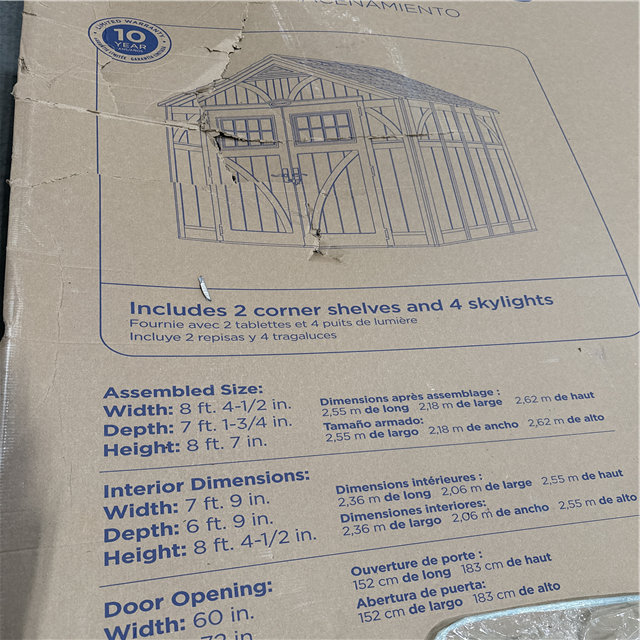 ALMACENAMIENTO
LIMITED WARRANTY
10
YEAR
Includes 2 corner shelves and 4 skylights
Fournie avec 2 tablettes et 4 puits de lumière
Incluye 2 repisas y 4 tragaluces
Assembled Size:
Width: 8 ft. 4-1/2 in.
Depth: 7 ft. 1-3/4 in.
Height: 8 ft. 7 in.
Dimensions après assemblage :
2,55 m de long 2,18 m de large 2,62 m de haut
Tamaño armado:
2,55 m de largo 2,18 m de ancho 2,62 m de alto
Interior Dimensions:
Width: 7 ft. 9 in.
Depth: 6 ft. 9 in.
Height: 8 ft. 4-1/2 in.
Dimensions intérieures :
2,36 m de long 2,06 m de large 2,55 m de haut
Dimensiones interiores:
2,36 m de largo 2,06 m de ancho 2,55 m de alto
Door Opening:
Width: 60 in.
72 in.
Ouverture de porte :
152 cm de long 183 cm de haut
Abertura de puerta:
152 cm de largo 183 cm de alto